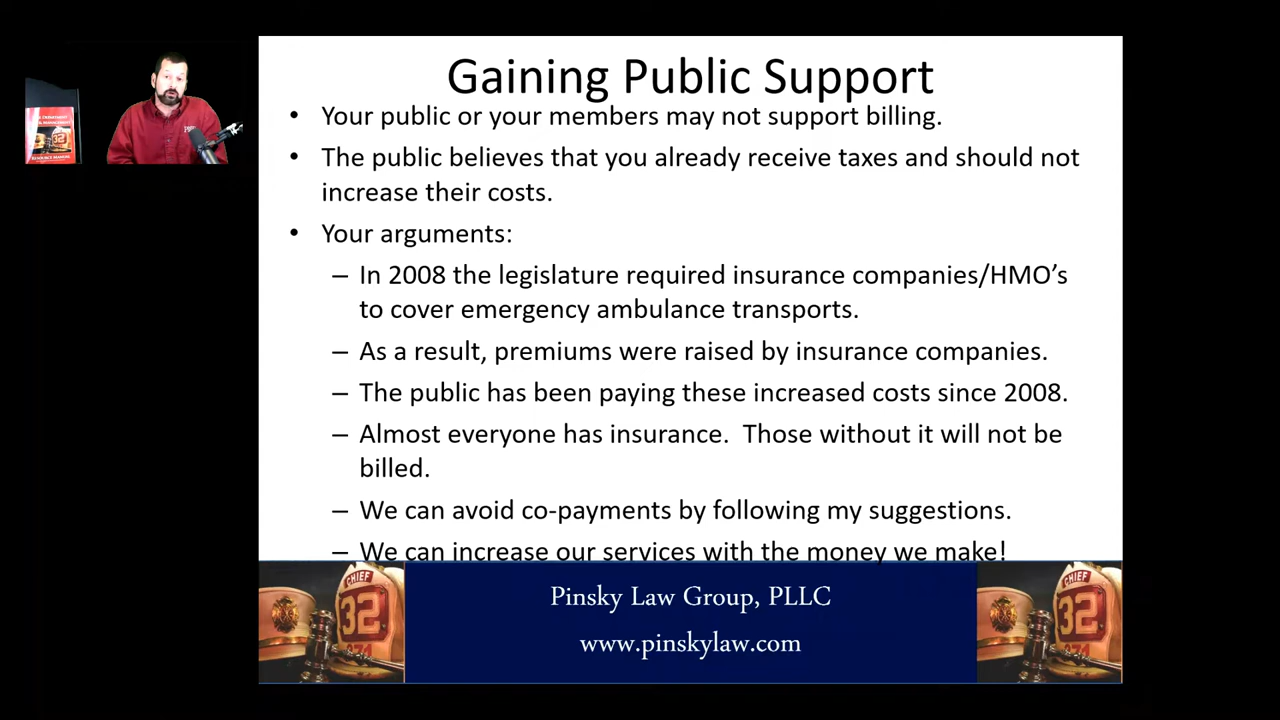 Gaining Public Support
• Your public or your members may not support billing.
• The public believes that you already receive taxes and should not
increase their costs.
• Your arguments:
– In 2008 the legislature required insurance companies/HMO’s
to cover emergency ambulance transports.
– As a result, premiums were raised by insurance companies.
– The public has been paying these increased costs since 2008.
– Almost everyone has insurance.  Those without it will not be
billed.
– We can avoid co-payments by following my suggestions.
– We can increase our services with the money we make!
CHIEF
32
CHIEF
32
Pinsky Law Group, PLLC
www.pinskylaw.com